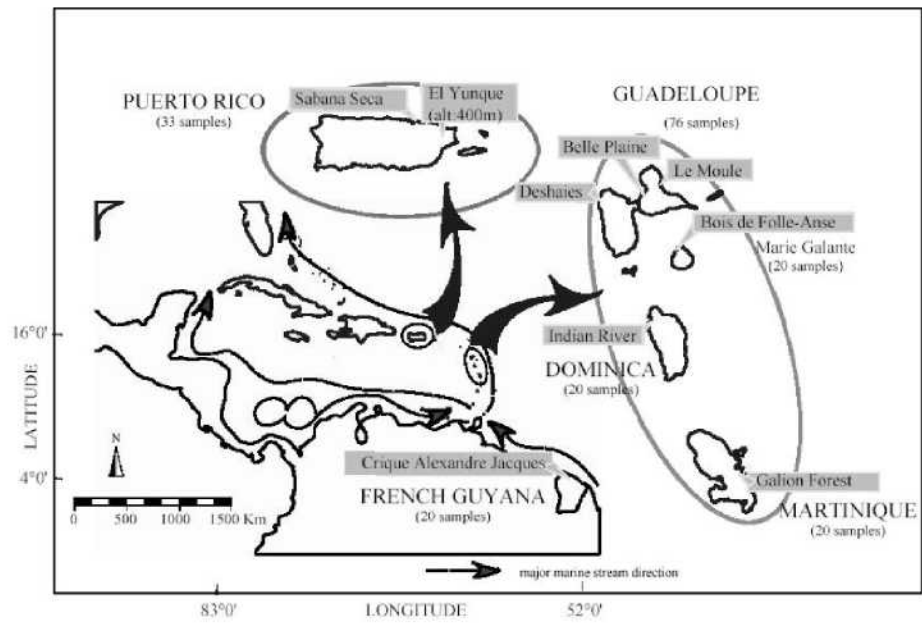 PUERTO RICO
(33 samples)
Sabana Seca
El Yunque
(alt 400m)
GUADELOUPE
(76 samples)
Belle Plaine
Le Moule
Deshaies
Bois de Folle-Anse
Marie Galante
(20 samples)
Indian River
DOMINICA
(20 samples)
Galion Forest
MARTINIQUE
(20 samples)
Crique Alexandre Jacques
FRENCH GUYANA
(20 samples)
16°0'
4°0'
LATITUDE
N
0 500 1000 1500 Km
major marine stream direction
83°0'
LONGITUDE
52°0'